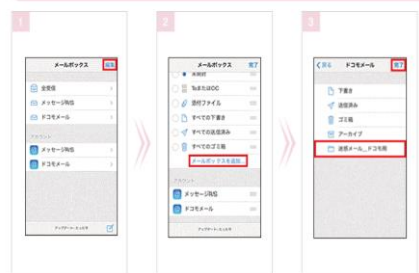 1
メールボックス
編集
全受信
メッセージR/S
ドコモメール
アカウント
メッセージR/S
ドコモメール
2
メールボックス
完了
ToまたはCC
添付ファイル
すべての下書き
すべての送信済み
すべてのゴミ箱
メールボックスを追加...
アカウント
メッセージR/S
ドコモメール
3
戻る
ドコモメール
完了
下書き
送信済み
ゴミ箱
アーカイブ
迷惑メール_ドコモ用